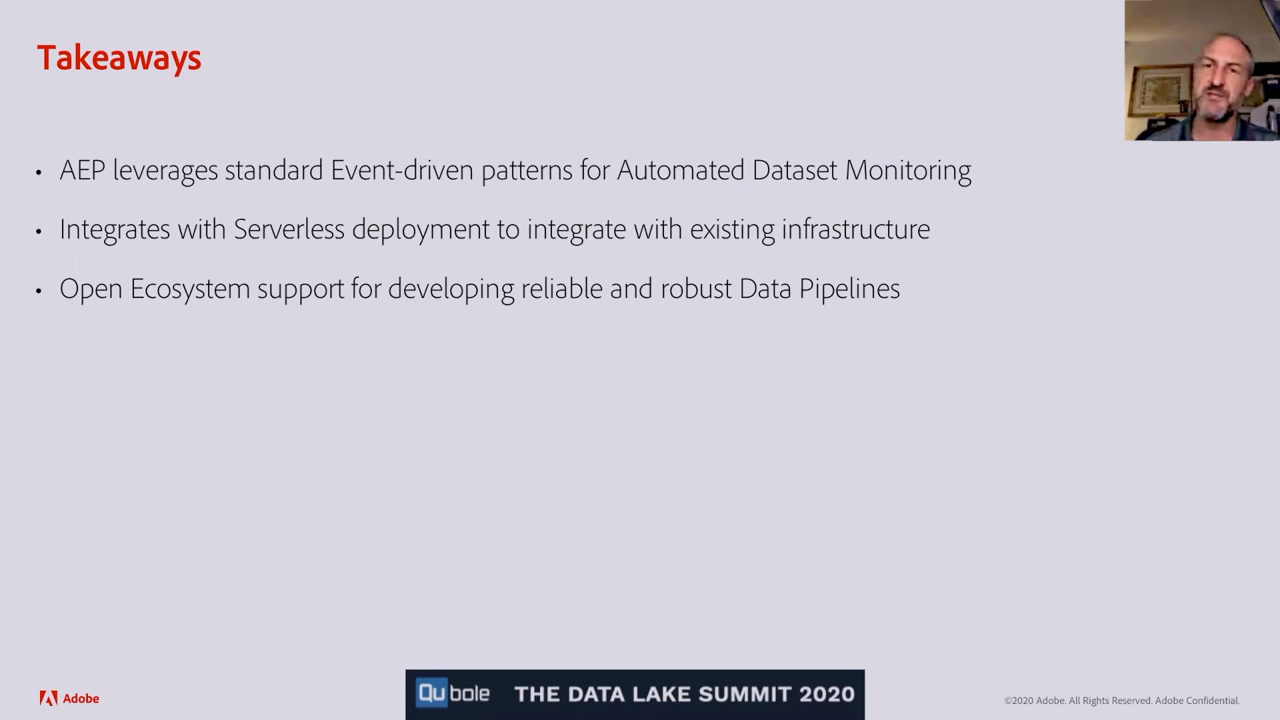 Takeaways
• AEP leverages standard Event-driven patterns for Automated Dataset Monitoring
• Integrates with Serverless deployment to integrate with existing infrastructure
• Open Ecosystem support for developing reliable and robust Data Pipelines
Adobe
Qubole THE DATA LAKE SUMMIT 2020
©2020 Adobe. All Rights Reserved. Adobe Confidential.